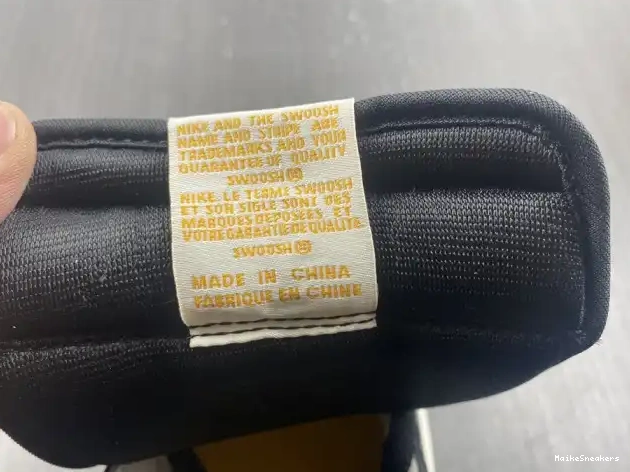 NIKE AND THE SWOOSH
NAME AND STRIPE ARE
TRADEMARKS AND YOUR
GUARANTEE OF QUALITY
SWOOSH®
NIKE LE TERME SWOOSH
ET SON SIGLE SONT DES
MARQUES DEPOSEES ET
VOTRE GARANTIE DE QUALITE
SWOOSH®
MADE IN CHINA
FABRIQUE EN CHINE
MaikeSneakers